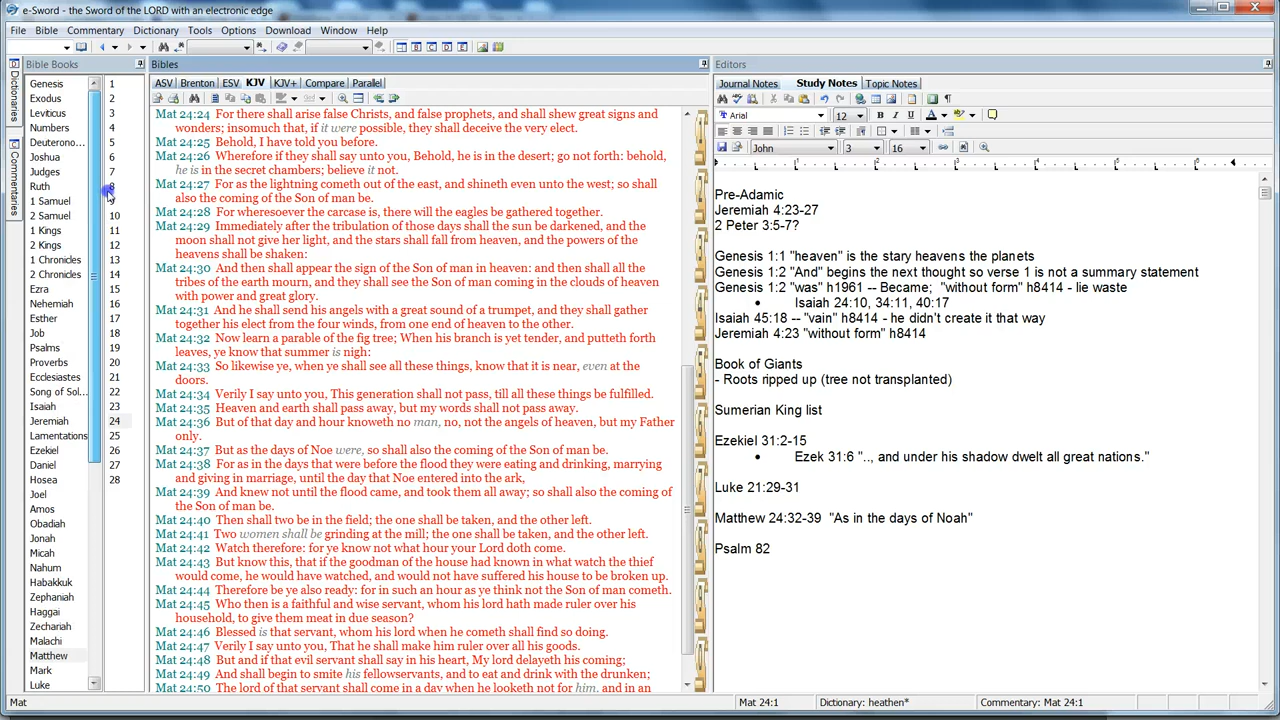 e-Sword - the Sword of the LORD with an electronic edge
File Bible Commentary Dictionary Tools Options Download Window Help
B C D E
Bible Books
Bibles
Editors
Dictionaries
Commentaries
Genesis
Exodus
Leviticus
Numbers
Deuterono...
Joshua
Judges
Ruth
1 Samuel
2 Samuel
1 Kings
2 Kings
1 Chronicles
2 Chronicles
Ezra
Nehemiah
Esther
Job
Psalms
Proverbs
Ecclesiastes
Song of Sol...
Isaiah
Jeremiah
Lamentations
Ezekiel
Daniel
Hosea
Joel
Amos
Obadiah
Jonah
Micah
Nahum
Habakkuk
Zephaniah
Haggai
Zechariah
Malachi
Matthew
Mark
Luke
1
2
3
4
5
6
7
8
9
10
11
12
13
14
15
16
17
18
19
20
21
22
23
24
25
26
27
28
ASV Brenton ESV KJV KJV+ Compare Parallel
Mat 24:24 For there shall arise false Christs, and false prophets, and shall shew great signs and
wonders; insomuch that, if it were possible, they shall deceive the very elect.
Mat 24:25 Behold, I have told you before.
Mat 24:26 Wherefore if they shall say unto you, Behold, he is in the desert; go not forth: behold,
he is in the secret chambers; believe it not.
Mat 24:27 For as the lightning cometh out of the east, and shineth even unto the west; so shall
also the coming of the Son of man be.
Mat 24:28 For wheresoever the carcase is, there will the eagles be gathered together.
Mat 24:29 Immediately after the tribulation of those days shall the sun be darkened, and the
moon shall not give her light, and the stars shall fall from heaven, and the powers of the
heavens shall be shaken:
Mat 24:30 And then shall appear the sign of the Son of man in heaven: and then shall all the
tribes of the earth mourn, and they shall see the Son of man coming in the clouds of heaven
with power and great glory.
Mat 24:31 And he shall send his angels with a great sound of a trumpet, and they shall gather
together his elect from the four winds, from one end of heaven to the other.
Mat 24:32 Now learn a parable of the fig tree; When his branch is yet tender, and putteth forth
leaves, ye know that summer is nigh:
Mat 24:33 So likewise ye, when ye shall see all these things, know that it is near, even at the
doors.
Mat 24:34 Verily I say unto you, This generation shall not pass, till all these things be fulfilled.
Mat 24:35 Heaven and earth shall pass away, but my words shall not pass away.
Mat 24:36 But of that day and hour knoweth no man, no, not the angels of heaven, but my Father
only.
Mat 24:37 But as the days of Noe were, so shall also the coming of the Son of man be.
Mat 24:38 For as in the days that were before the flood they were eating and drinking, marrying
and giving in marriage, until the day that Noe entered into the ark,
Mat 24:39 And knew not until the flood came, and took them all away; so shall also the coming of
the Son of man be.
Mat 24:40 Then shall two be in the field; the one shall be taken, and the other left.
Mat 24:41 Two women shall be grinding at the mill; the one shall be taken, and the other left.
Mat 24:42 Watch therefore: for ye know not what hour your Lord doth come.
Mat 24:43 But know this, that if the goodman of the house had known in what watch the thief
would come, he would have watched, and would not have suffered his house to be broken up.
Mat 24:44 Therefore be ye also ready: for in such an hour as ye think not the Son of man cometh.
Mat 24:45 Who then is a faithful and wise servant, whom his lord hath made ruler over his
household, to give them meat in due season?
Mat 24:46 Blessed is that servant, whom his lord when he cometh shall find so doing.
Mat 24:47 Verily I say unto you, That he shall make him ruler over all his goods.
Mat 24:48 But and if that evil servant shall say in his heart, My lord delayeth his coming;
Mat 24:49 And shall begin to smite his fellowservants, and to eat and drink with the drunken;
Mat 24:50 The lord of that servant shall come in a day when he looketh not for him, and in an
Journal Notes Study Notes Topic Notes
Arial 12 B I U A
John 3 16
1 2 3 4 5 6
Pre-Adamic
Jeremiah 4:23-27
2 Peter 3:5-7?
Genesis 1:1 "heaven" is the stary heavens the planets
Genesis 1:2 "And" begins the next thought so verse 1 is not a summary statement
Genesis 1:2 "was" h1961 -- Became; "without form" h8414 - lie waste
• Isaiah 24:10, 34:11, 40:17
Isaiah 45:18 -- "vain" h8414 - he didn't create it that way
Jeremiah 4:23 "without form" h8414
Book of Giants
- Roots ripped up (tree not transplanted)
Sumerian King list
Ezekiel 31:2-15
• Ezek 31:6 ".., and under his shadow dwelt all great nations."
Luke 21:29-31
Matthew 24:32-39 "As in the days of Noah"
Psalm 82
Mat
Mat 24:1
Dictionary: heathen*
Commentary: Mat 24:1